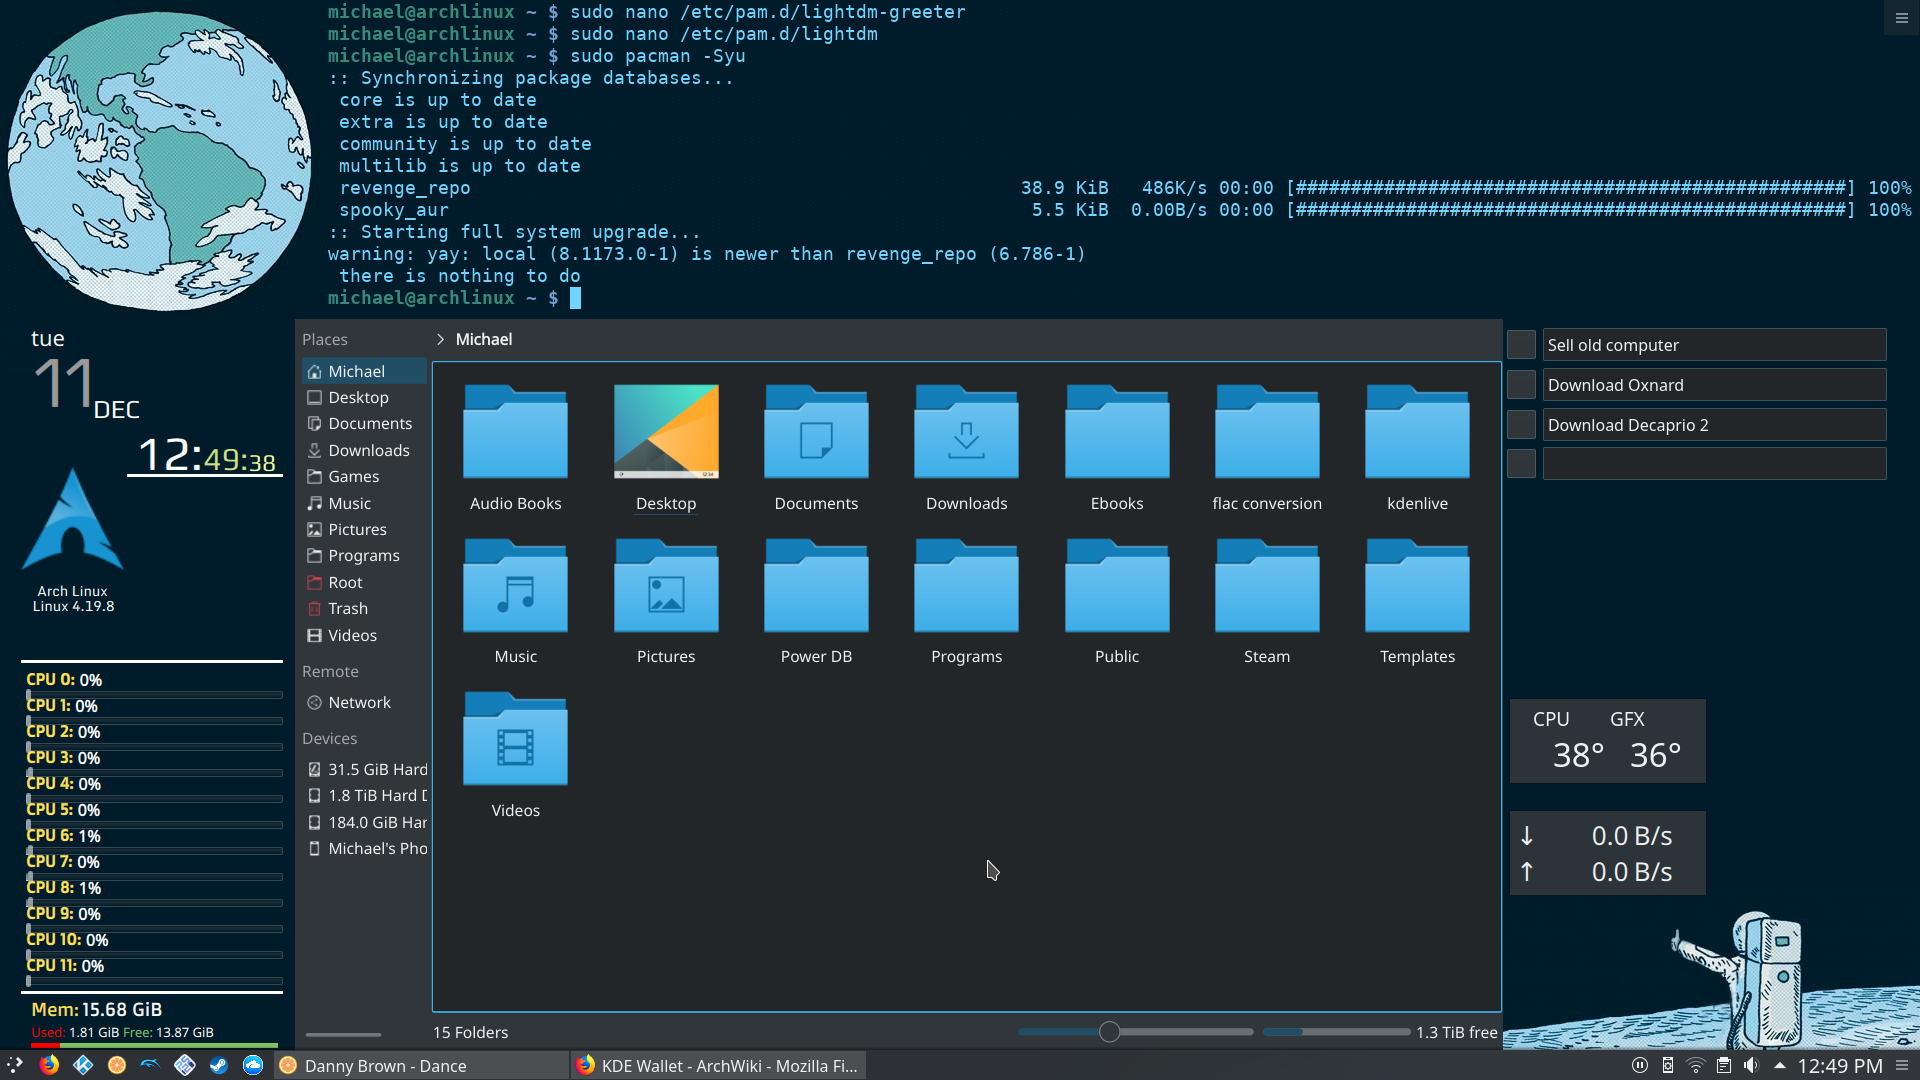 michael@archlinux ~ $ sudo nano /etc/pam.d/lightdm-greeter
michael@archlinux ~ $ sudo nano /etc/pam.d/lightdm
michael@archlinux ~ $ sudo pacman -Syu
:: Synchronizing package databases...
core is up to date
extra is up to date
community is up to date
multilib is up to date
revenge_repo 38.9 KiB 486K/s 00:00 [##################################################] 100%
spooky_aur 5.5 KiB 0.00B/s 00:00 [##################################################] 100%
:: Starting full system upgrade...
warning: yay: local (8.1173.0-1) is newer than revenge_repo (6.786-1)
there is nothing to do
michael@archlinux ~ $
tue
11
DEC
12:49:38
Arch Linux
Linux 4.19.8
CPU 0: 0%
CPU 1: 0%
CPU 2: 0%
CPU 3: 0%
CPU 4: 0%
CPU 5: 0%
CPU 6: 1%
CPU 7: 0%
CPU 8: 1%
CPU 9: 0%
CPU 10: 0%
CPU 11: 0%
Mem: 15.68 GiB
Used: 1.81 GiB Free: 13.87 GiB
Places
Michael
Desktop
Documents
Downloads
Games
Music
Pictures
Programs
Root
Trash
Videos
Remote
Network
Devices
31.5 GiB Hard
1.8 TiB Hard D
184.0 GiB Har
Michael's Pho
> Michael
Audio Books
Desktop
Documents
Downloads
Ebooks
flac conversion
kdenlive
Music
Pictures
Power DB
Programs
Public
Steam
Templates
Videos
15 Folders
1.3 TiB free
Sell old computer
Download Oxnard
Download Decaprio 2
CPU GFX
38° 36°
↓ 0.0 B/s
↑ 0.0 B/s
Danny Brown - Dance
KDE Wallet - ArchWiki - Mozilla Fi...
12:49 PM